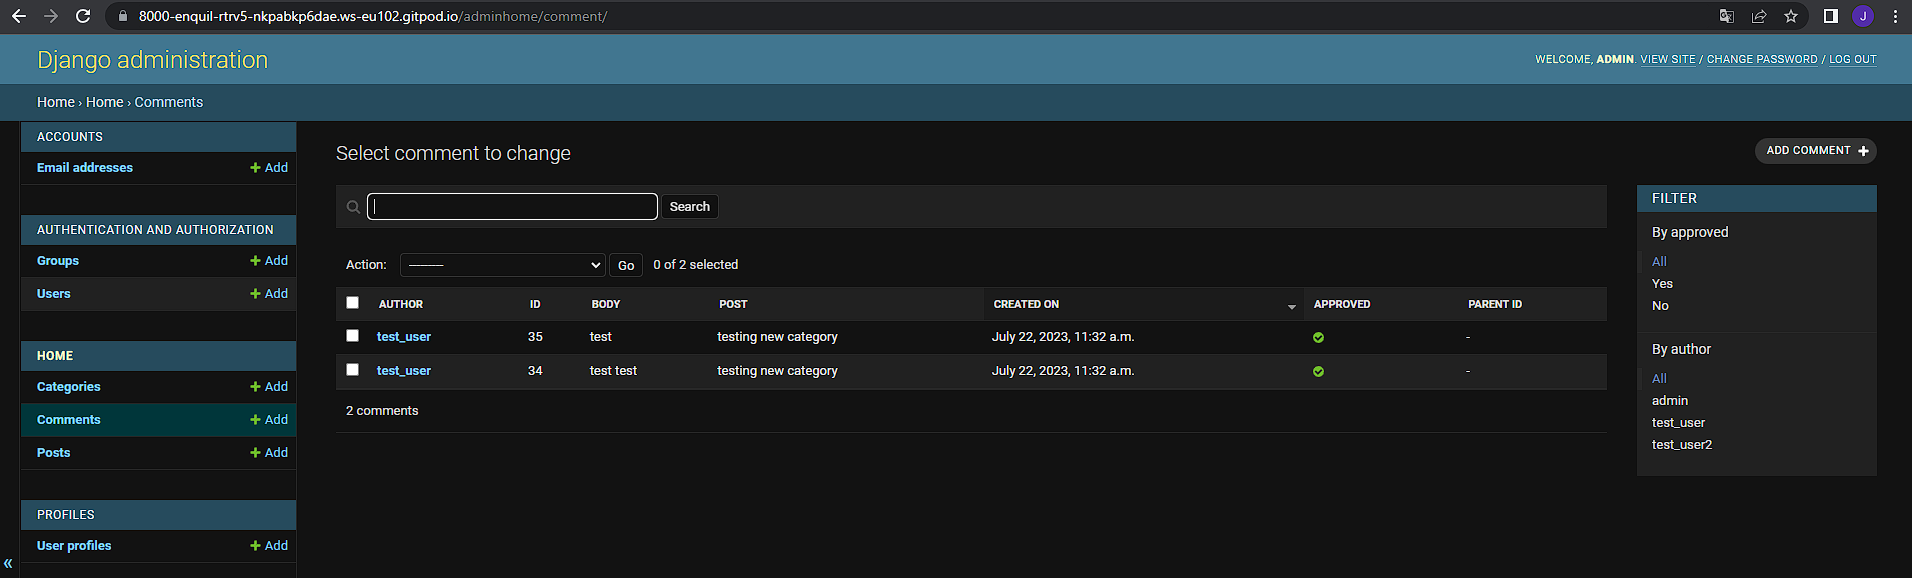 8000-enquil-rtrv5-nkpabkp6dae.ws-eu102.gitpod.io/adminhome/comment/
J
Django administration
WELCOME, ADMIN. VIEW SITE / CHANGE PASSWORD / LOG OUT
Home › Home › Comments
ACCOUNTS
Email addresses + Add
AUTHENTICATION AND AUTHORIZATION
Groups + Add
Users + Add
HOME
Categories + Add
Comments + Add
Posts + Add
PROFILES
User profiles + Add
«
Select comment to change
ADD COMMENT +
Search
Action: --------- Go 0 of 2 selected
AUTHOR ID BODY POST CREATED ON APPROVED PARENT ID
test_user 35 test testing new category July 22, 2023, 11:32 a.m. -
test_user 34 test test testing new category July 22, 2023, 11:32 a.m. -
2 comments
FILTER
By approved
All
Yes
No
By author
All
admin
test_user
test_user2